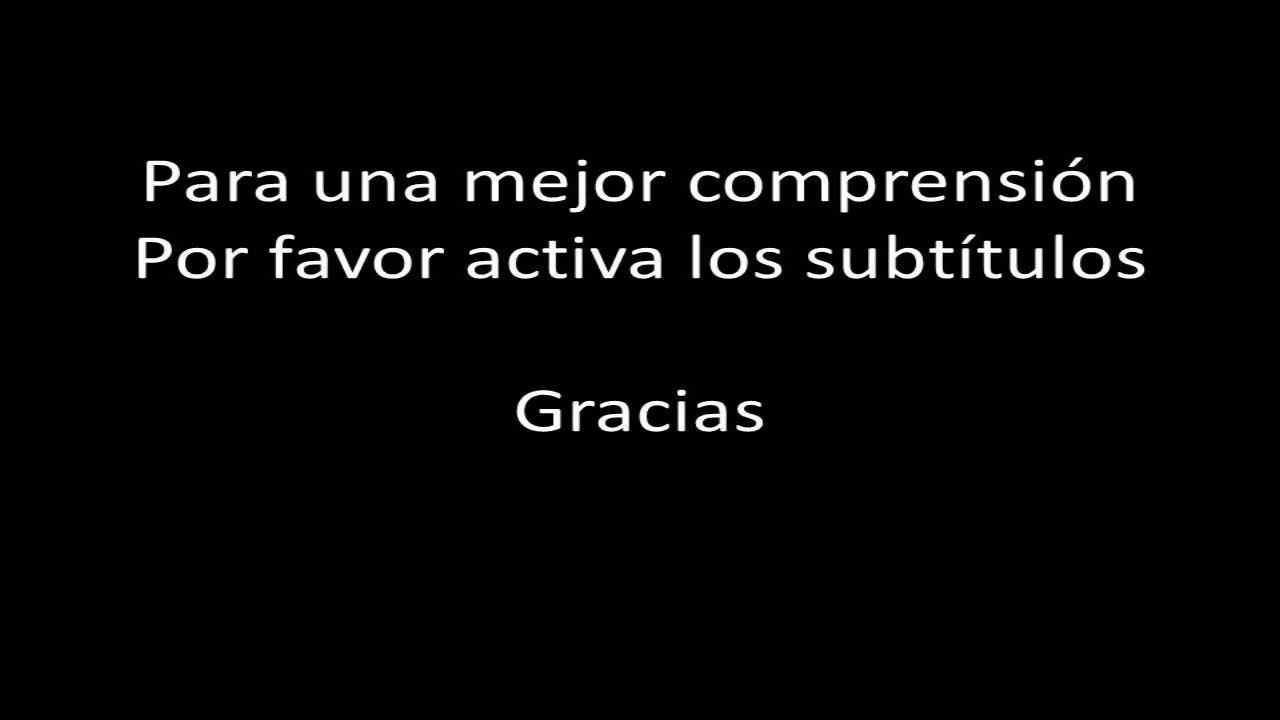 Para una mejor comprensión
Por favor activa los subtítulos
Gracias